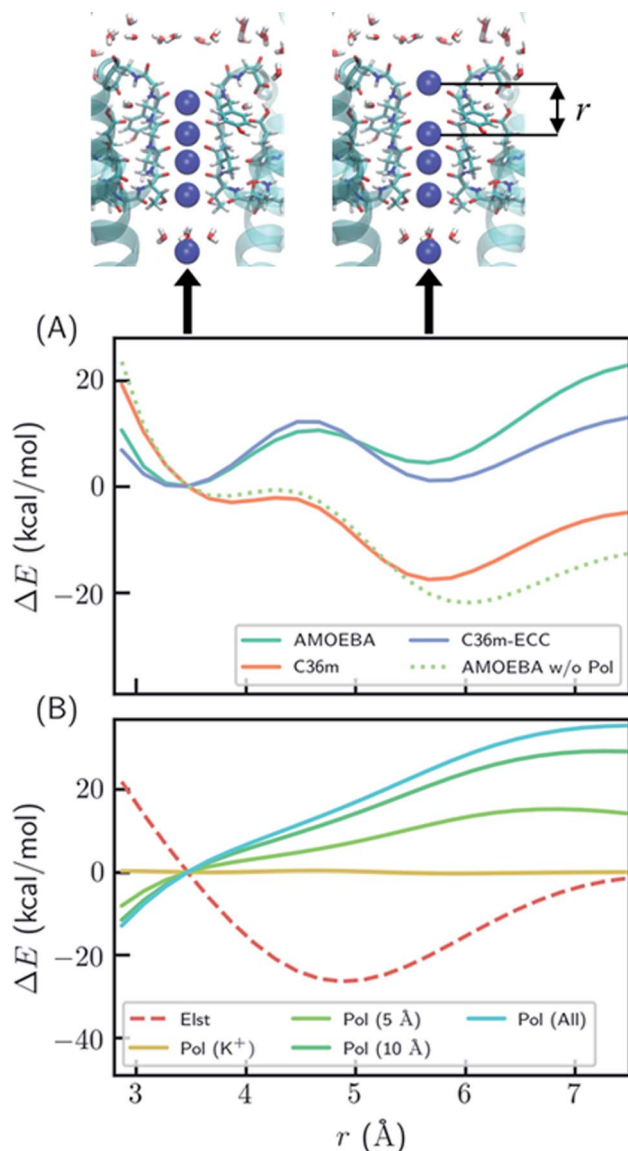 r
(A)
20
0
−20
ΔE (kcal/mol)
AMOEBA
C36m-ECC
C36m
AMOEBA w/o Pol
(B)
20
0
−20
−40
ΔE (kcal/mol)
Elst
Pol (5 Å)
Pol (All)
Pol (K⁺)
Pol (10 Å)
3 4 5 6 7
r (Å)